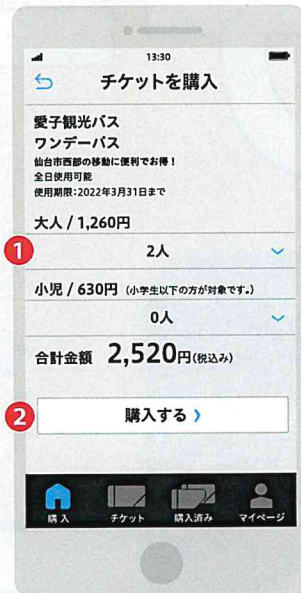 13:30
チケットを購入
愛子観光バス
ワンデーパス
仙台市西部の移動に便利でお得！
全日使用可能
使用期限:2022年3月31日まで
大人 / 1,260円
1
2人
小児 / 630円 (小学生以下の方が対象です。)
0人
合計金額 2,520円(税込み)
2
購入する 〉
購入 チケット 購入済み マイページ